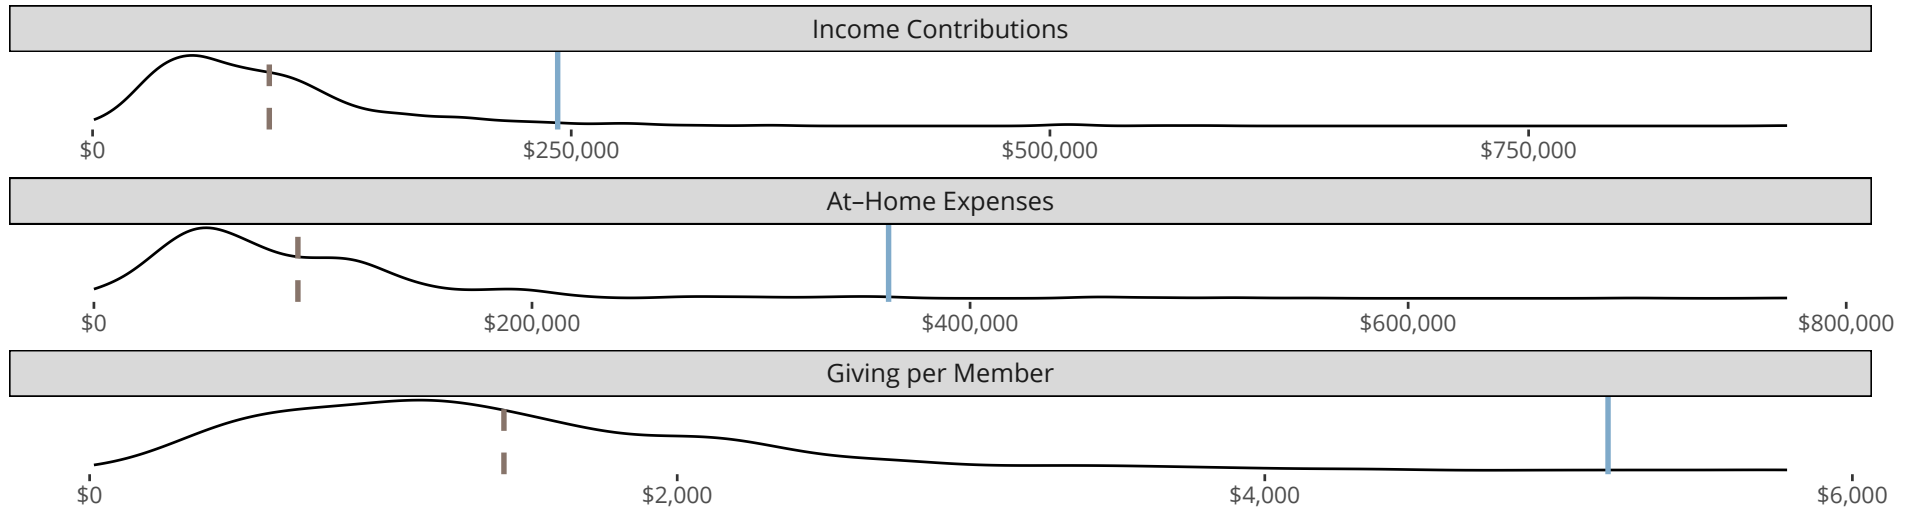 Income Contributions
$0 $250,000 $500,000 $750,000
At–Home Expenses
$0 $200,000 $400,000 $600,000 $800,000
Giving per Member
$0 $2,000 $4,000 $6,000